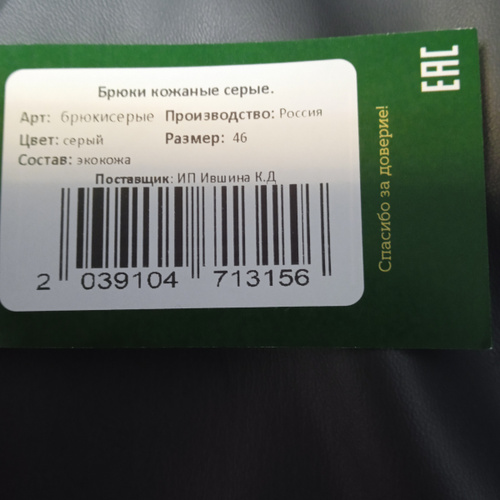 Брюки кожаные серые.
Арт: брюкисерые Производство: Россия
Цвет: серый Размер: 46
Состав: экокожа
Поставщик: ИП Ившина К.Д
2 039104 713156
Спасибо за доверие!
EAC